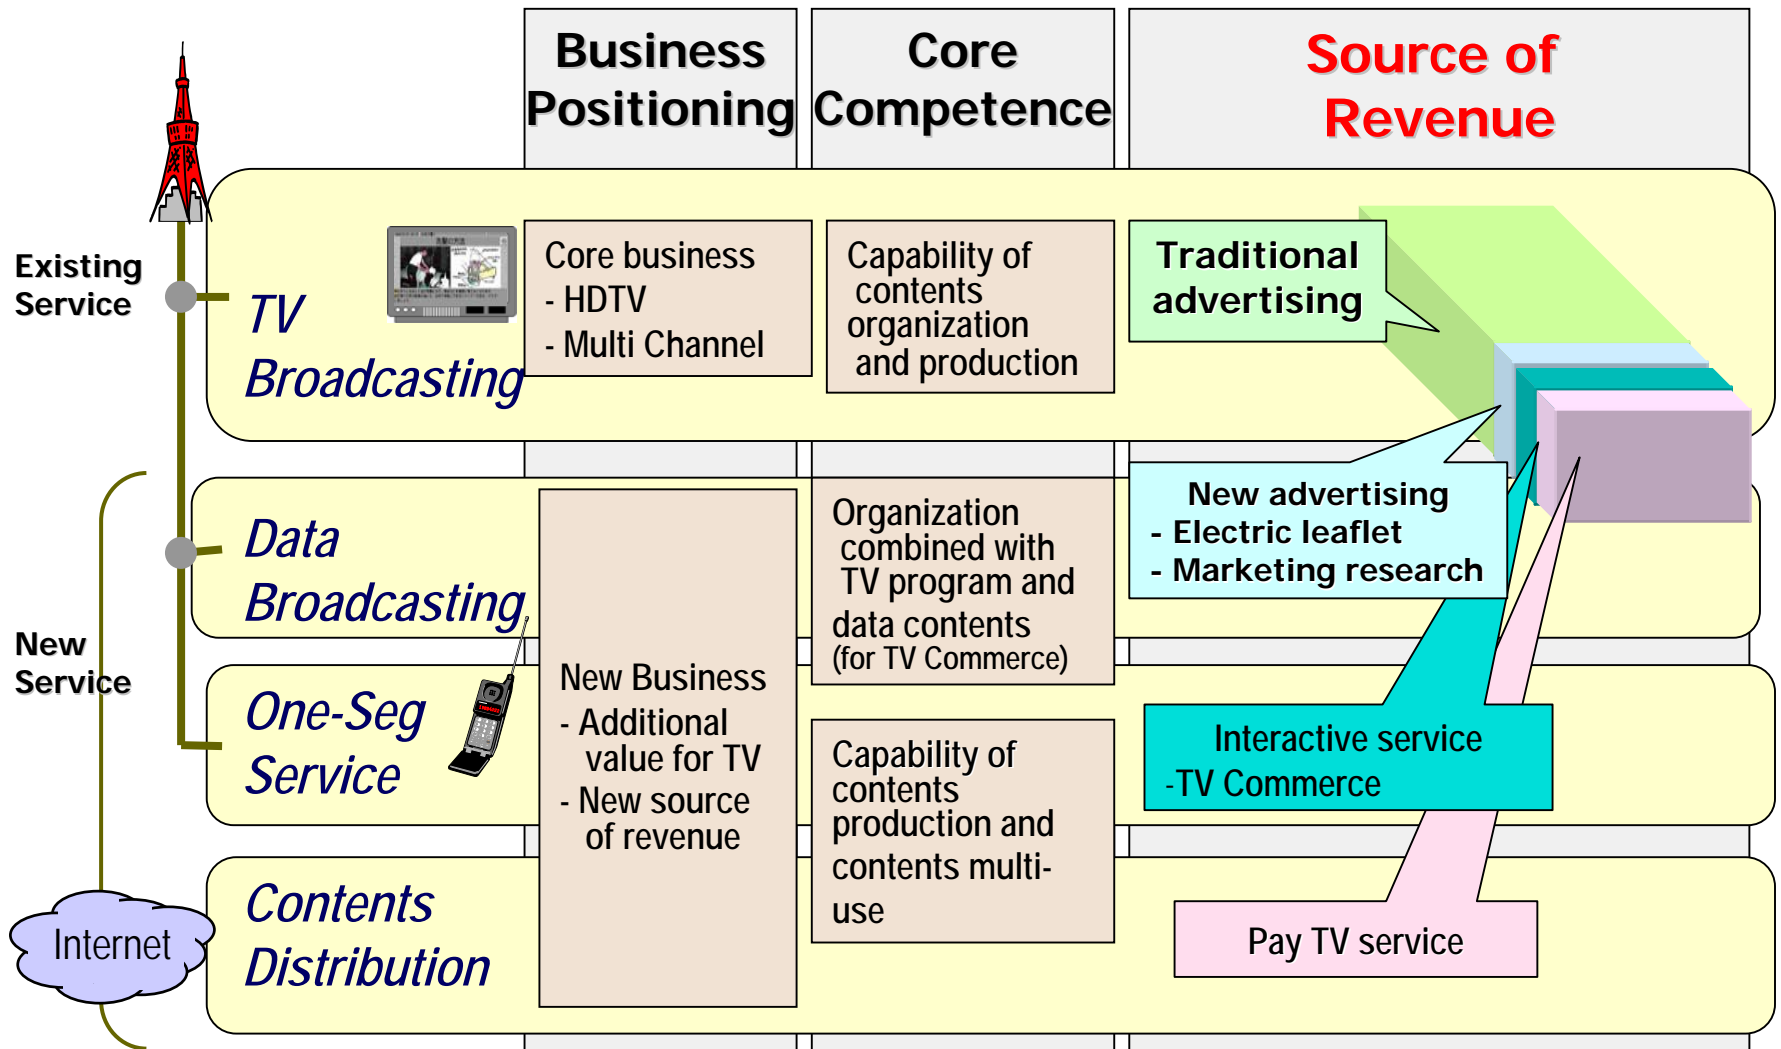 Business
Positioning
Core
Competence
Source of
Revenue
Existing
Service
TV
Broadcasting
Core business
- HDTV
- Multi Channel
Capability of
contents
organization
and production
Traditional
advertising
New
Service
Data
Broadcasting
One-Seg
Service
Contents
Distribution
Internet
New Business
- Additional
value for TV
- New source
of revenue
Organization
combined with
TV program and
data contents
(for TV Commerce)
Capability of
contents
production and
contents multi-
use
New advertising
- Electric leaflet
- Marketing research
Interactive service
-TV Commerce
Pay TV service